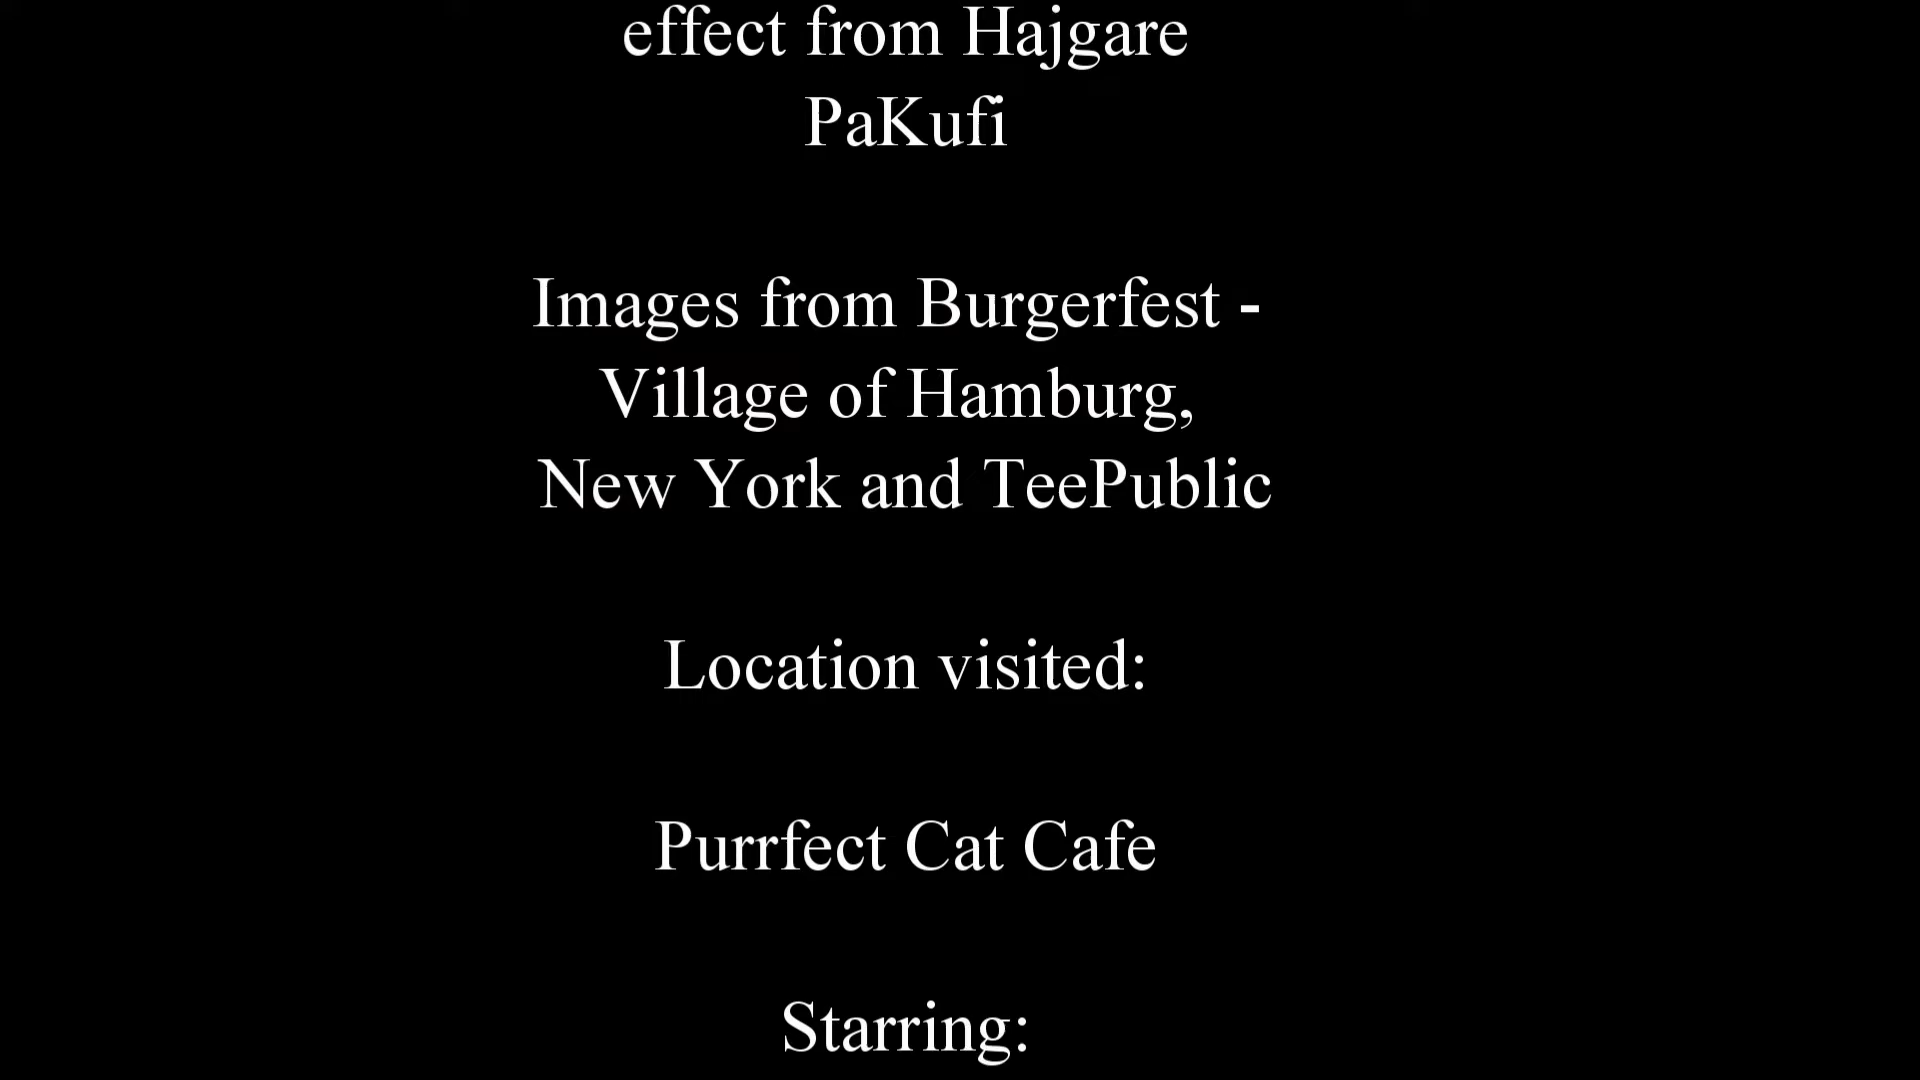 effect from Hajgare
PaKufi
Images from Burgerfest -
Village of Hamburg,
New York and TeePublic
Location visited:
Purrfect Cat Cafe
Starring: